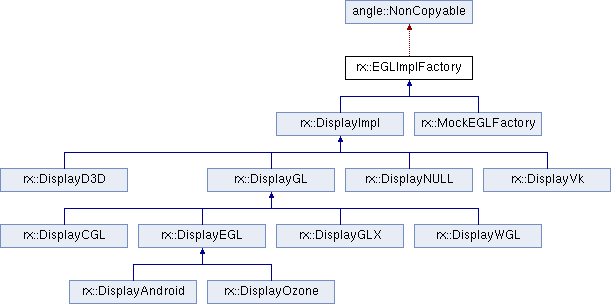 angle::NonCopyable
rx::EGLImplFactory
rx::DisplayImpl
rx::MockEGLFactory
rx::DisplayD3D
rx::DisplayGL
rx::DisplayNULL
rx::DisplayVk
rx::DisplayCGL
rx::DisplayEGL
rx::DisplayGLX
rx::DisplayWGL
rx::DisplayAndroid
rx::DisplayOzone